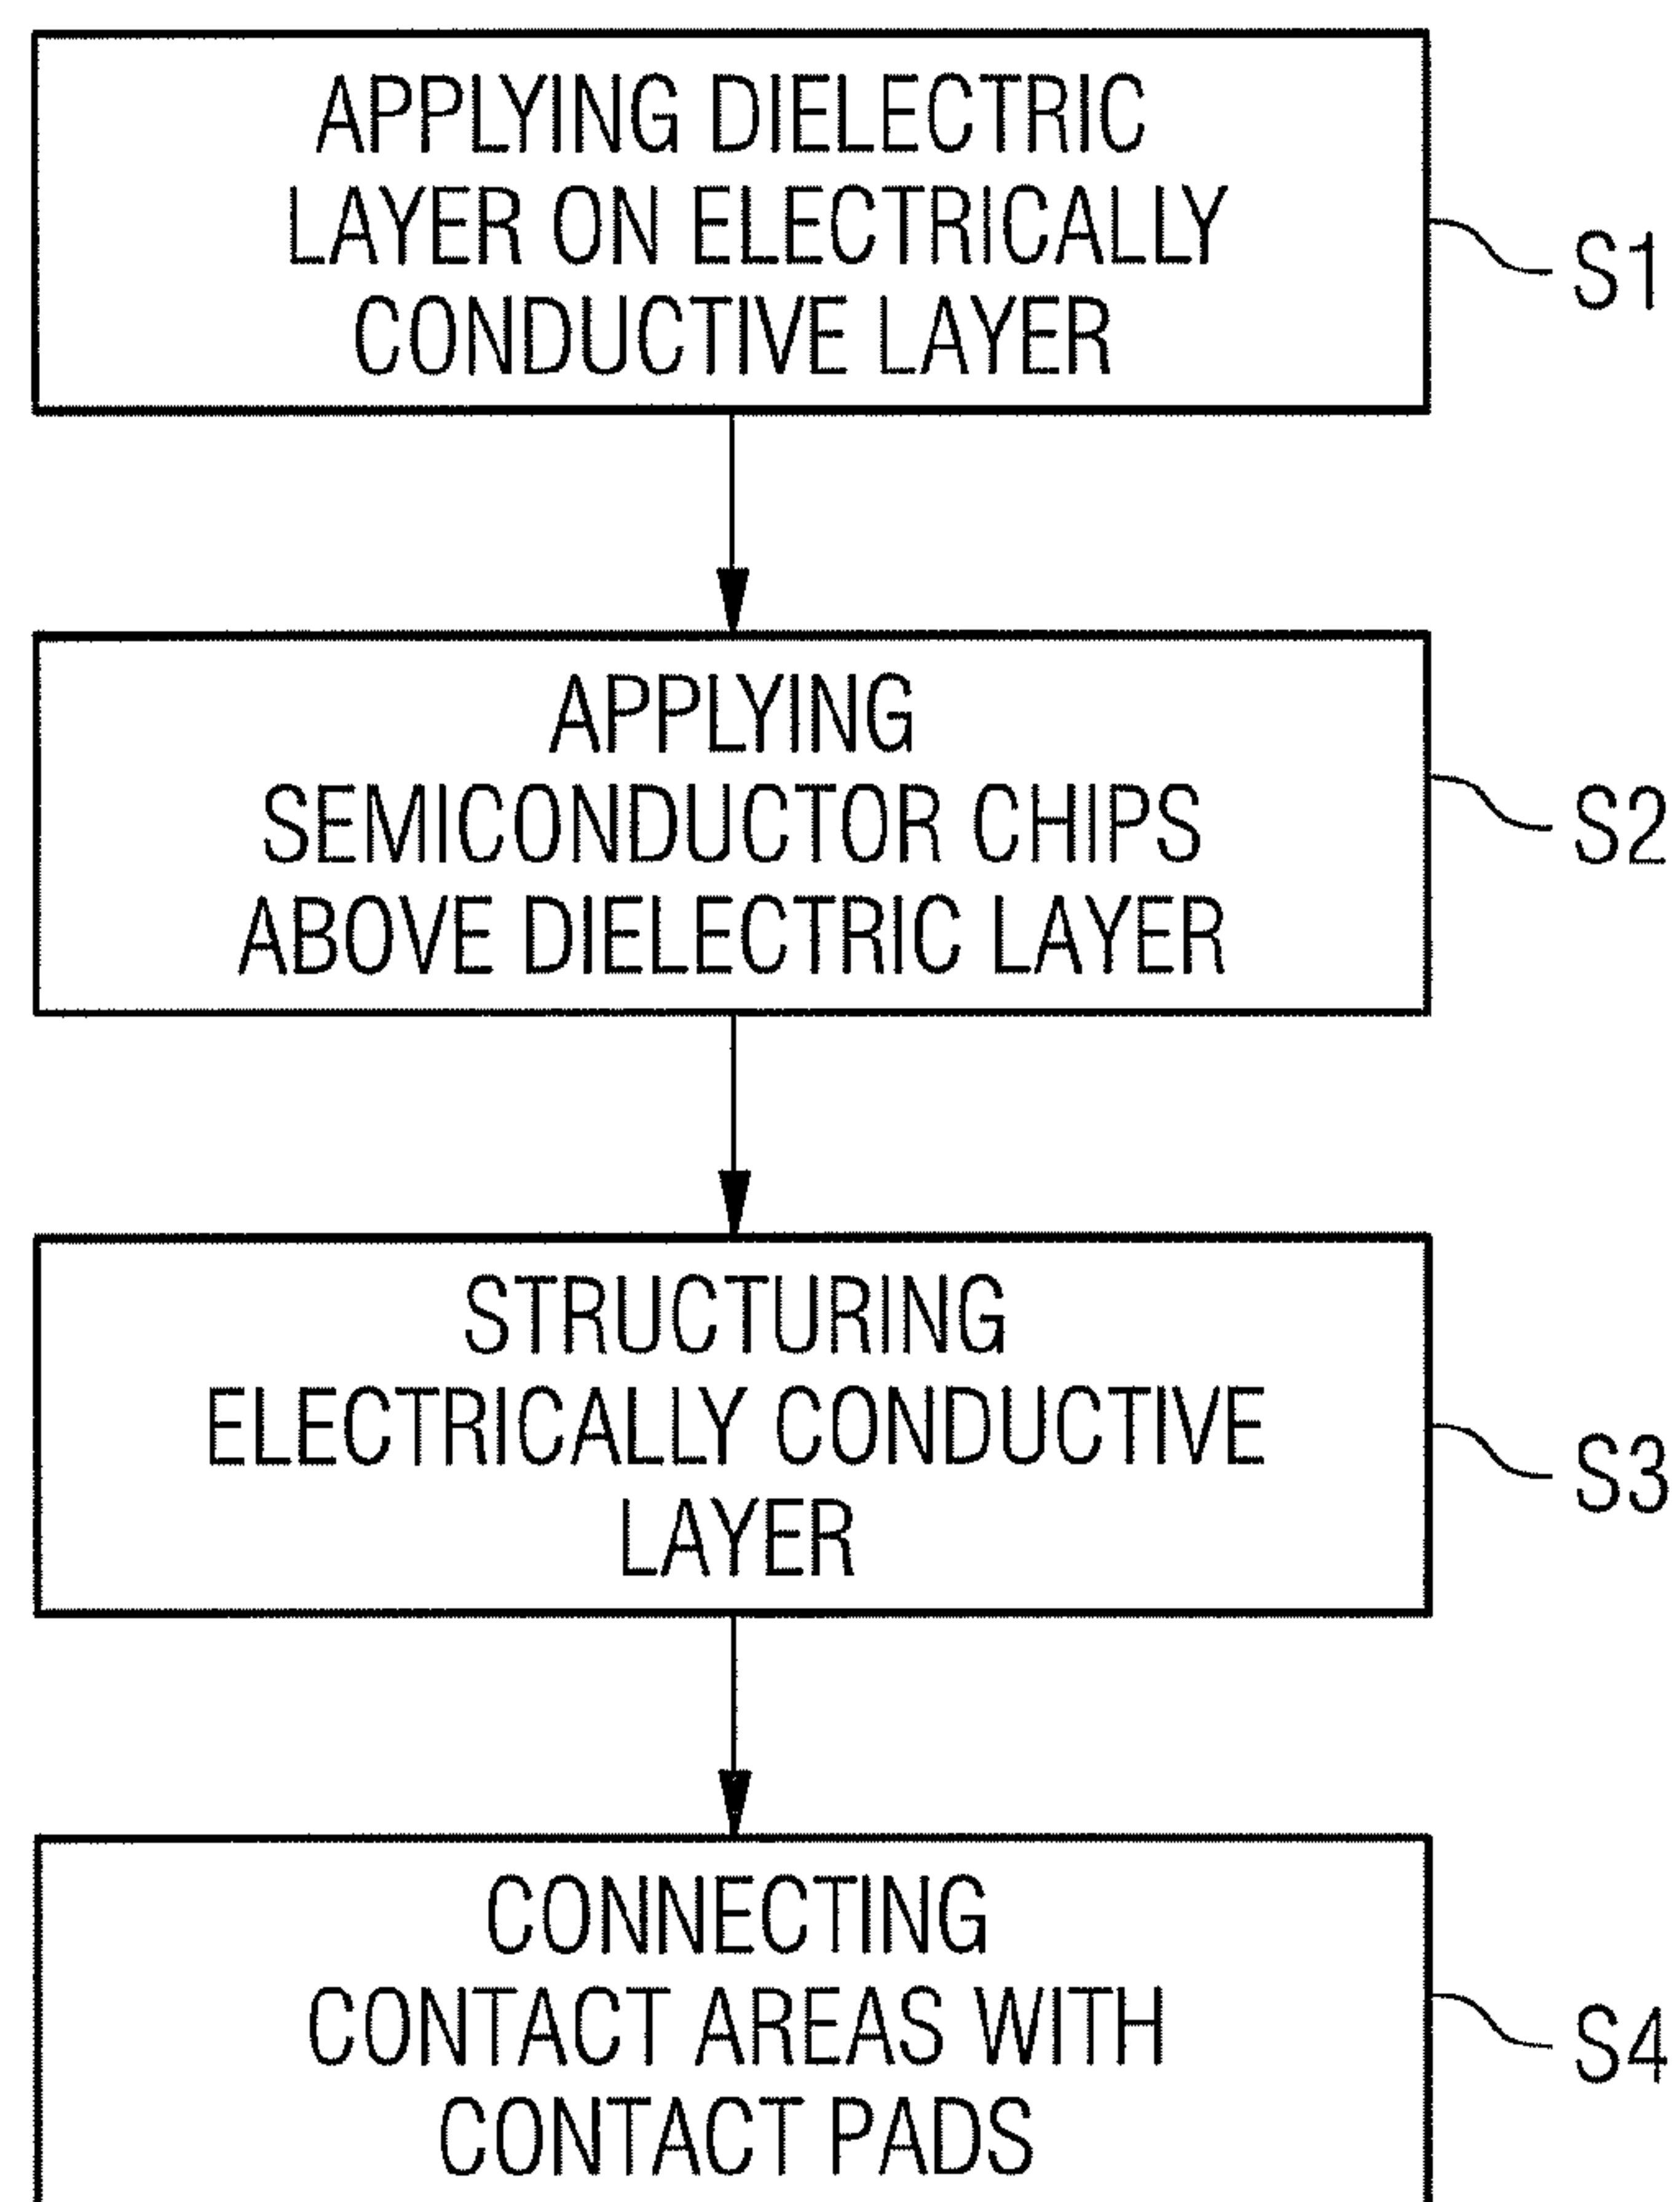 APPLYING DIELECTRIC
LAYER ON ELECTRICALLY
CONDUCTIVE LAYER
S1
APPLYING
SEMICONDUCTOR CHIPS
ABOVE DIELECTRIC LAYER
S2
STRUCTURING
ELECTRICALLY CONDUCTIVE
LAYER
S3
CONNECTING
CONTACT AREAS WITH
CONTACT PADS
S4